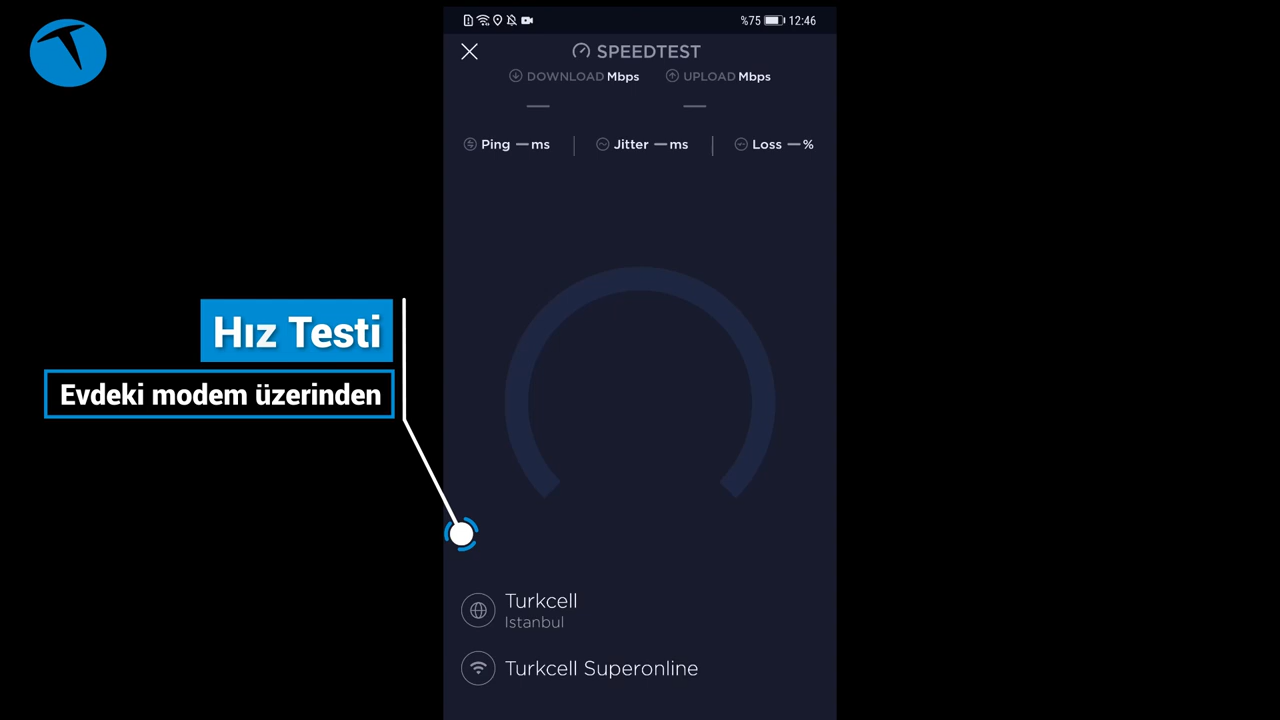 %75 12:46
SPEEDTEST
DOWNLOAD Mbps UPLOAD Mbps
— —
Ping — ms Jitter — ms Loss — %
Hız Testi
Evdeki modem üzerinden
Turkcell
Istanbul
Turkcell Superonline